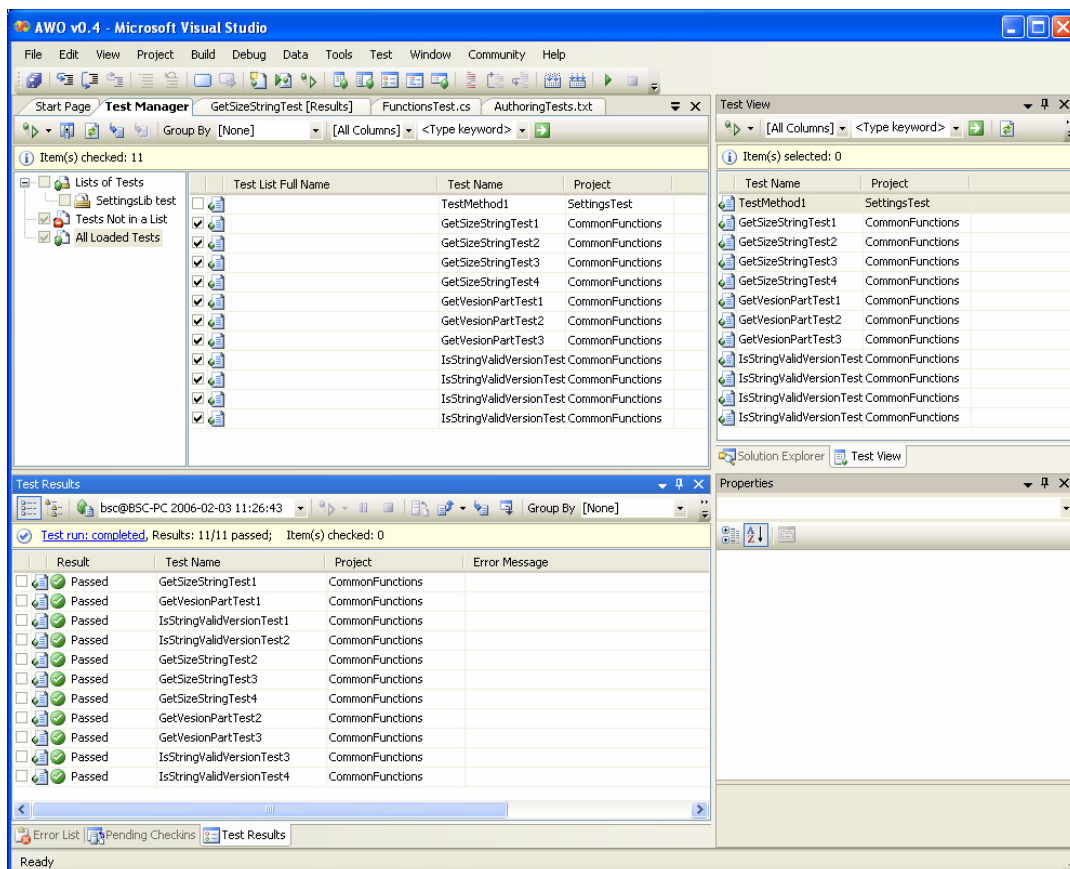 AWO v0.4 - Microsoft Visual Studio
File Edit View Project Build Debug Data Tools Test Window Community Help
Start Page Test Manager GetSizeStringTest [Results] FunctionsTest.cs AuthoringTests.txt
Group By [None] [All Columns] <Type keyword>
Item(s) checked: 11
Lists of Tests
SettingsLib test
Tests Not in a List
All Loaded Tests
Test List Full Name Test Name Project
TestMethod1 SettingsTest
GetSizeStringTest1 CommonFunctions
GetSizeStringTest2 CommonFunctions
GetSizeStringTest3 CommonFunctions
GetSizeStringTest4 CommonFunctions
GetVesionPartTest1 CommonFunctions
GetVesionPartTest2 CommonFunctions
GetVesionPartTest3 CommonFunctions
IsStringValidVersionTest CommonFunctions
IsStringValidVersionTest CommonFunctions
IsStringValidVersionTest CommonFunctions
IsStringValidVersionTest CommonFunctions
Test View
[All Columns] <Type keyword>
Item(s) selected: 0
Test Name Project
TestMethod1 SettingsTest
GetSizeStringTest1 CommonFunctions
GetSizeStringTest2 CommonFunctions
GetSizeStringTest3 CommonFunctions
GetSizeStringTest4 CommonFunctions
GetVesionPartTest1 CommonFunctions
GetVesionPartTest2 CommonFunctions
GetVesionPartTest3 CommonFunctions
IsStringValidVersionTest CommonFunctions
IsStringValidVersionTest CommonFunctions
IsStringValidVersionTest CommonFunctions
IsStringValidVersionTest CommonFunctions
Solution Explorer Test View
Test Results
bsc@BSC-PC 2006-02-03 11:26:43 Group By [None]
Test run: completed, Results: 11/11 passed; Item(s) checked: 0
Result Test Name Project Error Message
Passed GetSizeStringTest1 CommonFunctions
Passed GetVesionPartTest1 CommonFunctions
Passed IsStringValidVersionTest1 CommonFunctions
Passed IsStringValidVersionTest2 CommonFunctions
Passed GetSizeStringTest2 CommonFunctions
Passed GetSizeStringTest3 CommonFunctions
Passed GetSizeStringTest4 CommonFunctions
Passed GetVesionPartTest2 CommonFunctions
Passed GetVesionPartTest3 CommonFunctions
Passed IsStringValidVersionTest3 CommonFunctions
Passed IsStringValidVersionTest4 CommonFunctions
Error List Pending Checkins Test Results
Properties
Ready